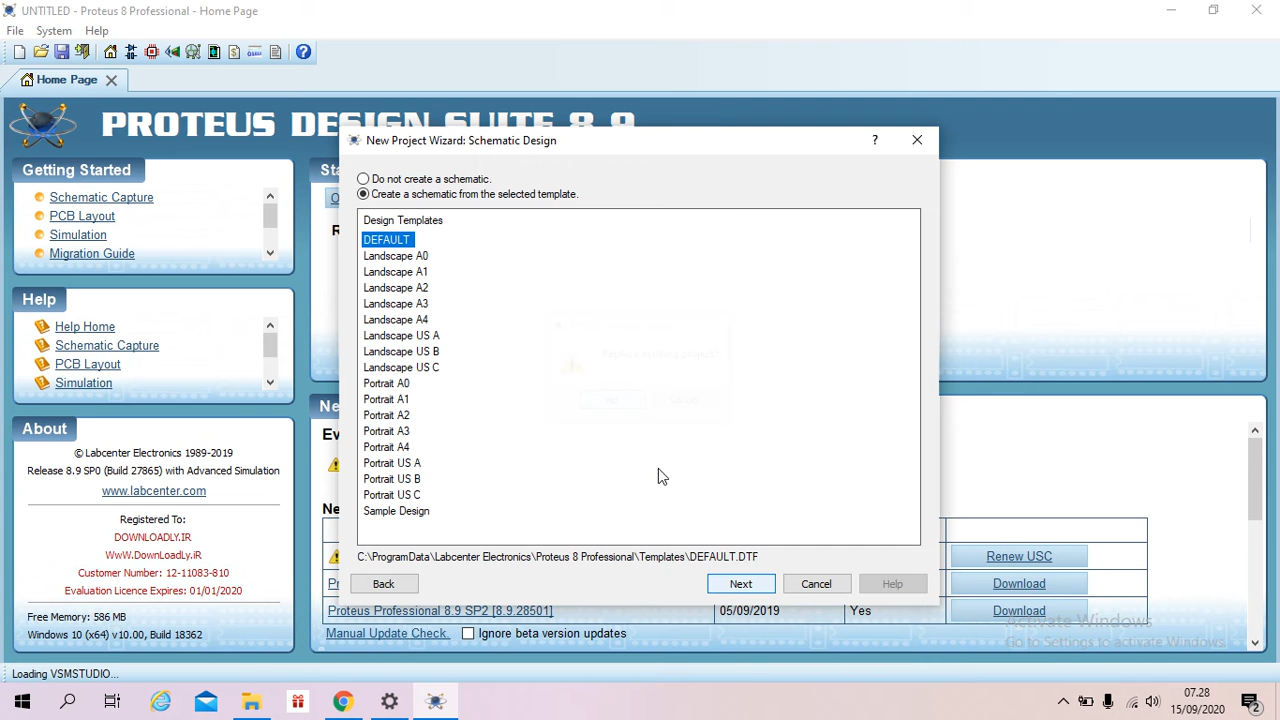 UNTITLED - Proteus 8 Professional - Home Page
File System Help
Home Page
PROTEUS DESIGN SUITE 8.9
New Project Wizard: Schematic Design
Getting Started
Schematic Capture
PCB Layout
Simulation
Migration Guide
Help
Help Home
Schematic Capture
PCB Layout
Simulation
About
© Labcenter Electronics 1989-2019
Release 8.9 SP0 (Build 27865) with Advanced Simulation
www.labcenter.com
Registered To:
DOWNLOADLY.IR
WwW.DownLoadLy.iR
Customer Number: 12-11083-810
Evaluation Licence Expires: 01/01/2020
Free Memory: 586 MB
Windows 10 (x64) v10.00, Build 18362
Do not create a schematic.
Create a schematic from the selected template.
Design Templates
DEFAULT
Landscape A0
Landscape A1
Landscape A2
Landscape A3
Landscape A4
Landscape US A
Landscape US B
Landscape US C
Portrait A0
Portrait A1
Portrait A2
Portrait A3
Portrait A4
Portrait US A
Portrait US B
Portrait US C
Sample Design
C:\ProgramData\Labcenter Electronics\Proteus 8 Professional\Templates\DEFAULT.DTF
Back Next Cancel Help
Renew USC
Download
Proteus Professional 8.9 SP2 [8.9.28501] 05/09/2019 Yes Download
Manual Update Check. Ignore beta version updates
Activate Windows
Go to Settings to activate Windows.
Loading VSMSTUDIO...
07.28
15/09/2020
2